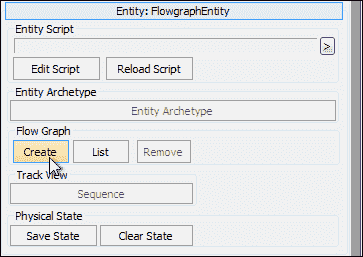 Entity: FlowgraphEntity
Entity Script
>
Edit Script Reload Script
Entity Archetype
Entity Archetype
Flow Graph
Create List Remove
Track View
Sequence
Physical State
Save State Clear State